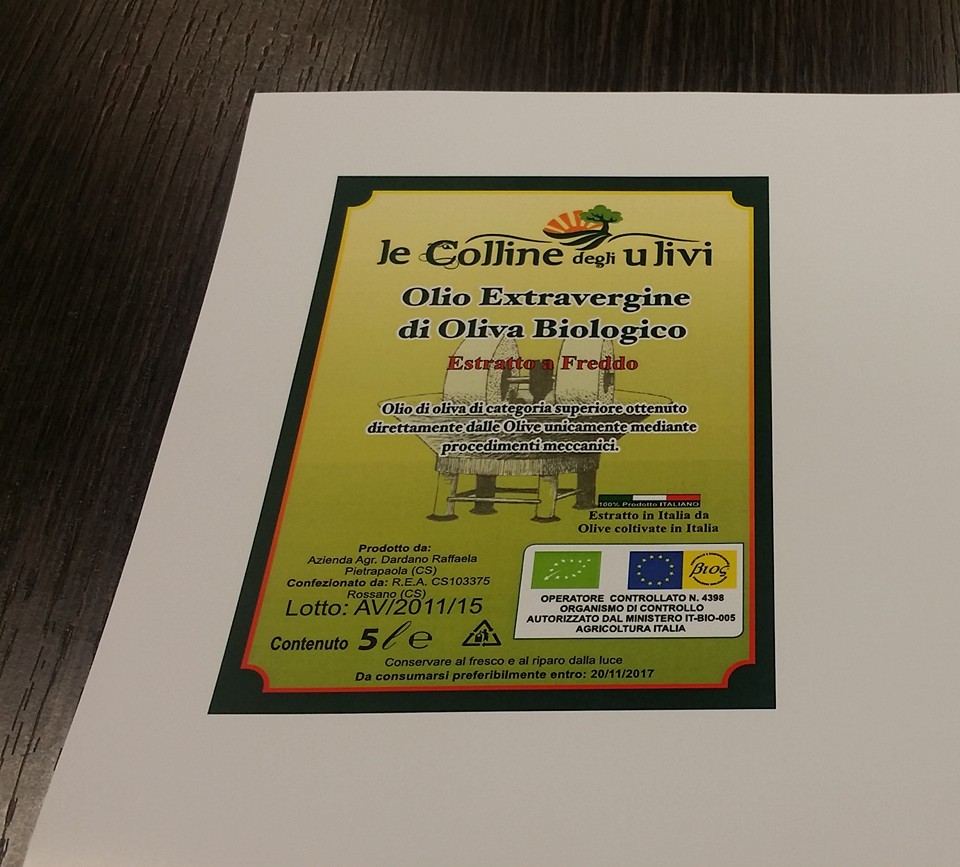 le Colline degli ulivi
Olio Extravergine
di Oliva Biologico
Estratto a Freddo
Olio di oliva di categoria superiore ottenuto
direttamente dalle Olive unicamente mediante
procedimenti meccanici.
100% Prodotto ITALIANO
Estratto in Italia da
Olive coltivate in Italia
Prodotto da:
Azienda Agr. Dardano Raffaela
Pietrapaola (CS)
Confezionato da: R.E.A. CS103375
Rossano (CS)
Lotto: AV/2011/15
Contenuto 5 l e
βιος
OPERATORE CONTROLLATO N. 4398
ORGANISMO DI CONTROLLO
AUTORIZZATO DAL MINISTERO IT-BIO-005
AGRICOLTURA ITALIA
Conservare al fresco e al riparo dalla luce
Da consumarsi preferibilmente entro: 20/11/2017